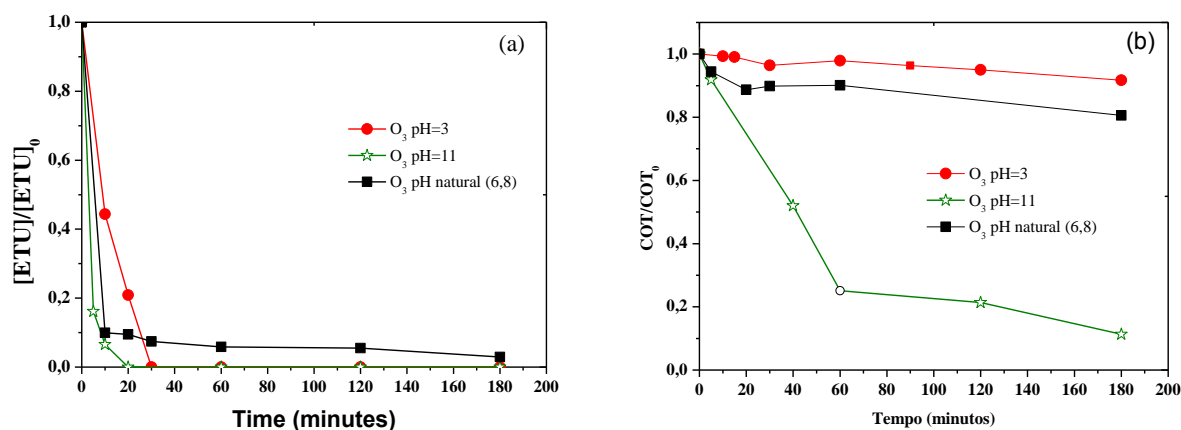 (a)
[ETU]/[ETU]₀
1,0
0,8
0,6
0,4
0,2
0,0
O₃ pH=3
O₃ pH=11
O₃ pH natural (6,8)
0 20 40 60 80 100 120 140 160 180 200
Time (minutes)
(b)
COT/COT₀
1,0
0,8
0,6
0,4
0,2
0,0
O₃ pH=3
O₃ pH=11
O₃ pH natural (6,8)
0 20 40 60 80 100 120 140 160 180 200
Tempo (minutos)